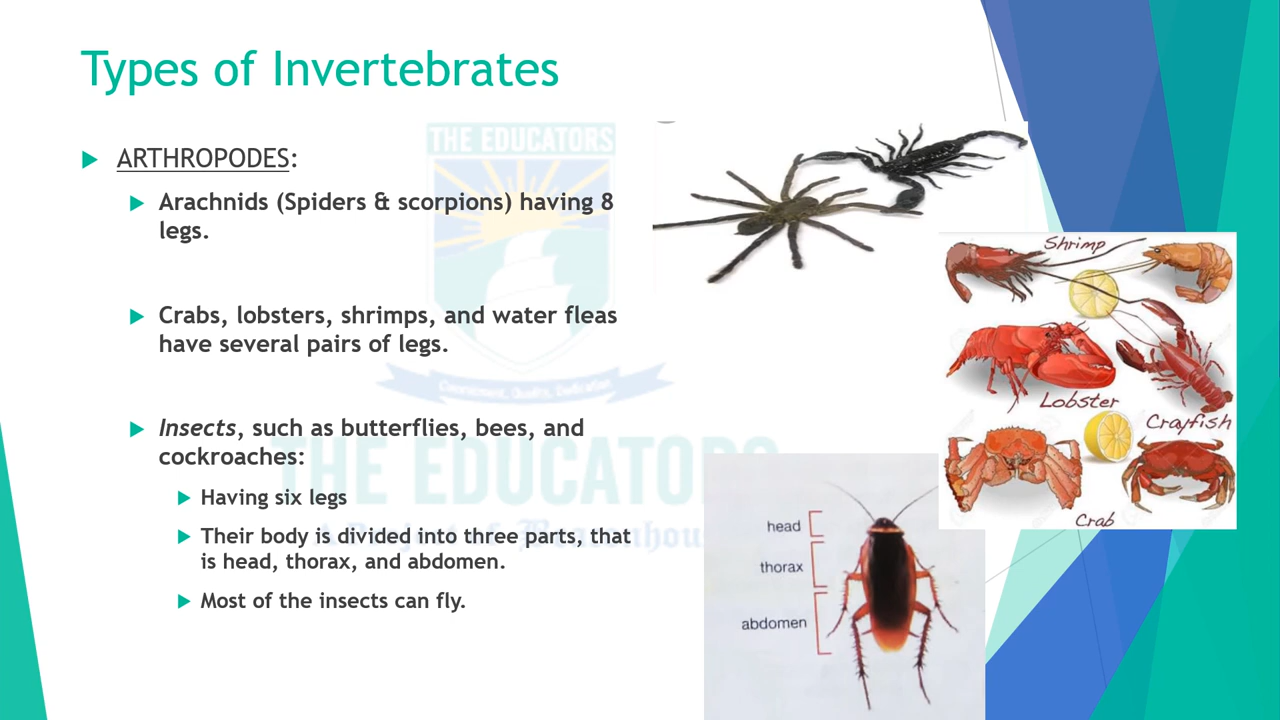 Types of Invertebrates
ARTHROPODES:
Arachnids (Spiders & scorpions) having 8
legs.
Crabs, lobsters, shrimps, and water fleas
have several pairs of legs.
Insects, such as butterflies, bees, and
cockroaches:
Having six legs
Their body is divided into three parts, that
is head, thorax, and abdomen.
Most of the insects can fly.
THE EDUCATORS
THE EDUCATORS
A Project of
Shrimp
Lobster
Crayfish
Crab
head
thorax
abdomen